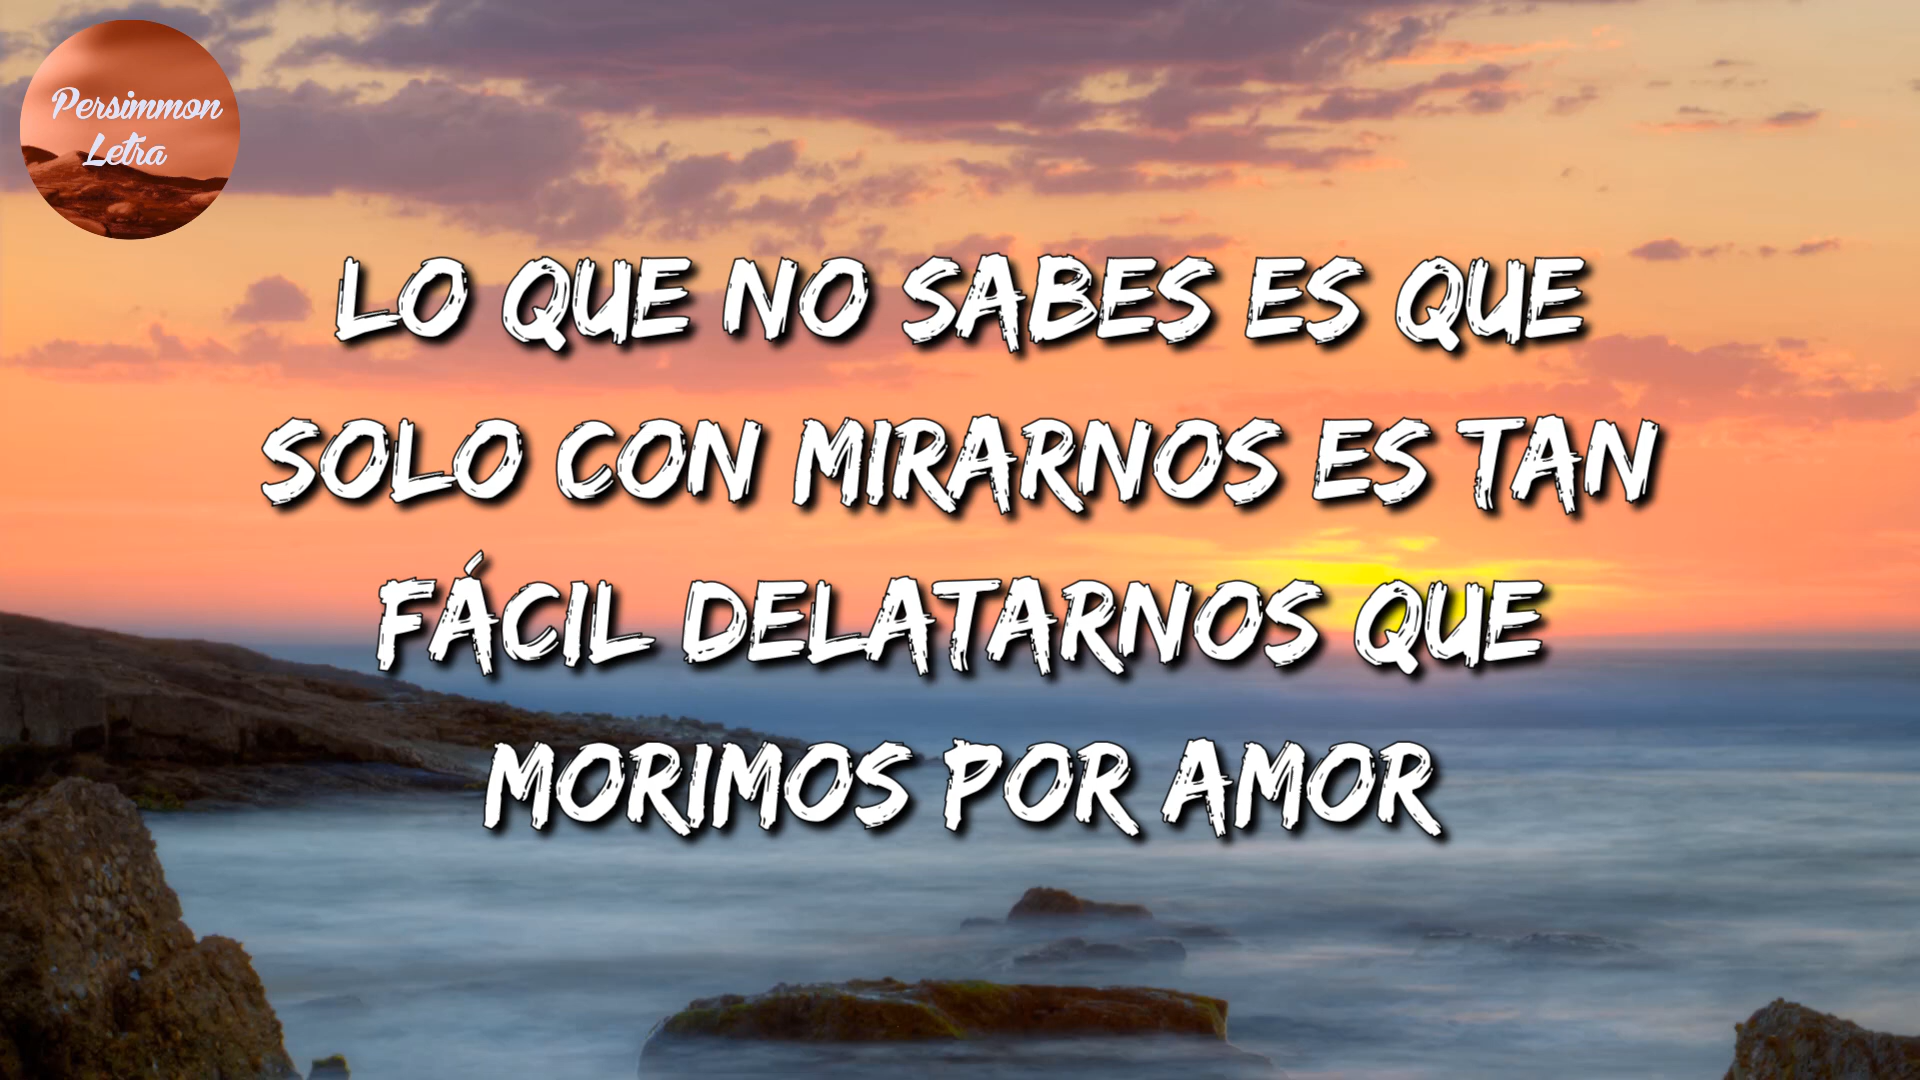 Persimmon
Letra
LO QUE NO SABES ES QUE
SOLO CON MIRARNOS ES TAN
FÁCIL DELATARNOS QUE
MORIMOS POR AMOR